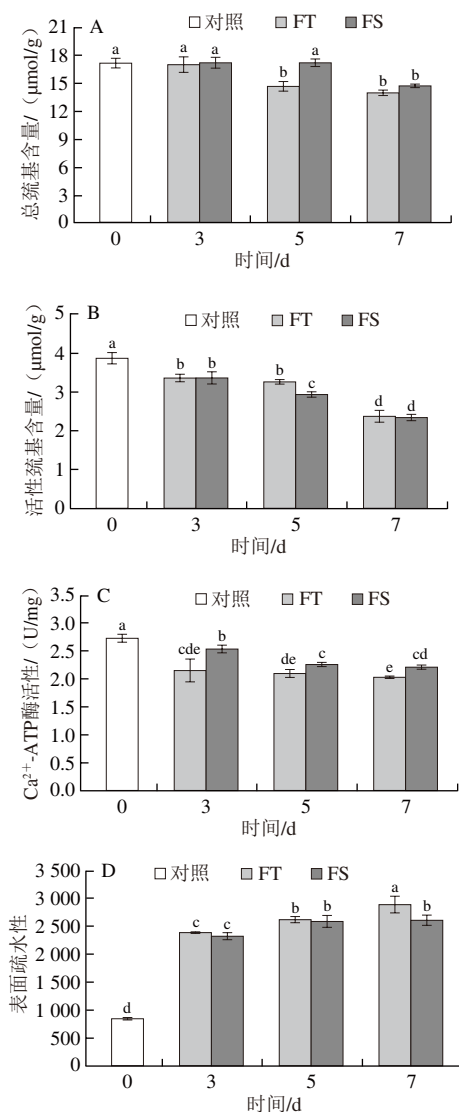 A
对照 FT FS
总巯基含量/（μmol/g）
21
18
15
12
9
6
3
0
a a a b a b b
0 3 5 7
时间/d
B
对照 FT FS
活性巯基含量/（μmol/g）
5
4
3
2
1
0
a b b b c d d
0 3 5 7
时间/d
C
对照 FT FS
Ca²⁺-ATP酶活性/（U/mg）
3.5
3.0
2.5
2.0
1.5
1.0
0.5
0.0
a cde b de c e cd
0 3 5 7
时间/d
D
对照 FT FS
表面疏水性
3 500
3 000
2 500
2 000
1 500
1 000
500
0
d c c b b a b
0 3 5 7
时间/d